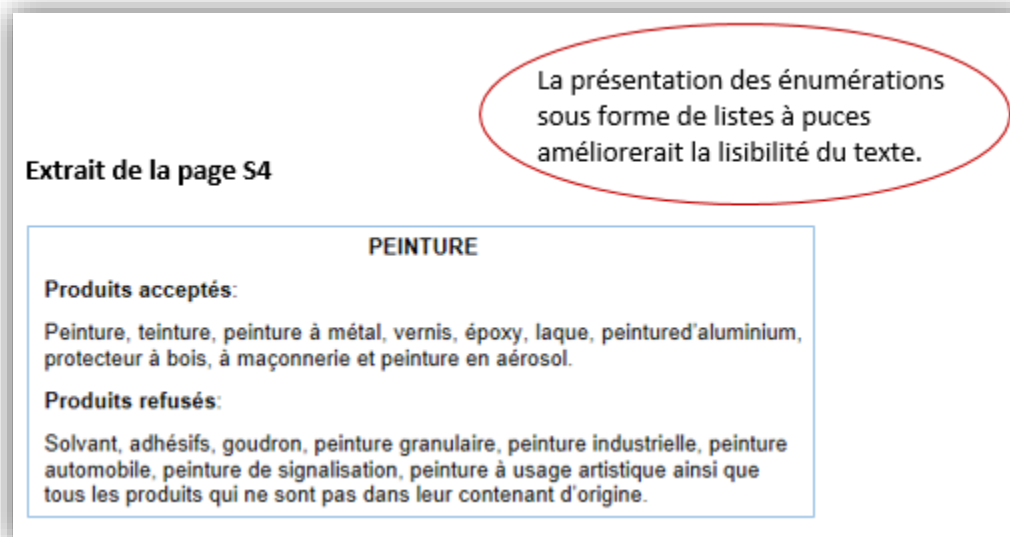 La présentation des énumérations
sous forme de listes à puces
améliorerait la lisibilité du texte.
Extrait de la page S4
PEINTURE
Produits acceptés:
Peinture, teinture, peinture à métal, vernis, époxy, laque, peintured'aluminium,
protecteur à bois, à maçonnerie et peinture en aérosol.
Produits refusés:
Solvant, adhésifs, goudron, peinture granulaire, peinture industrielle, peinture
automobile, peinture de signalisation, peinture à usage artistique ainsi que
tous les produits qui ne sont pas dans leur contenant d'origine.